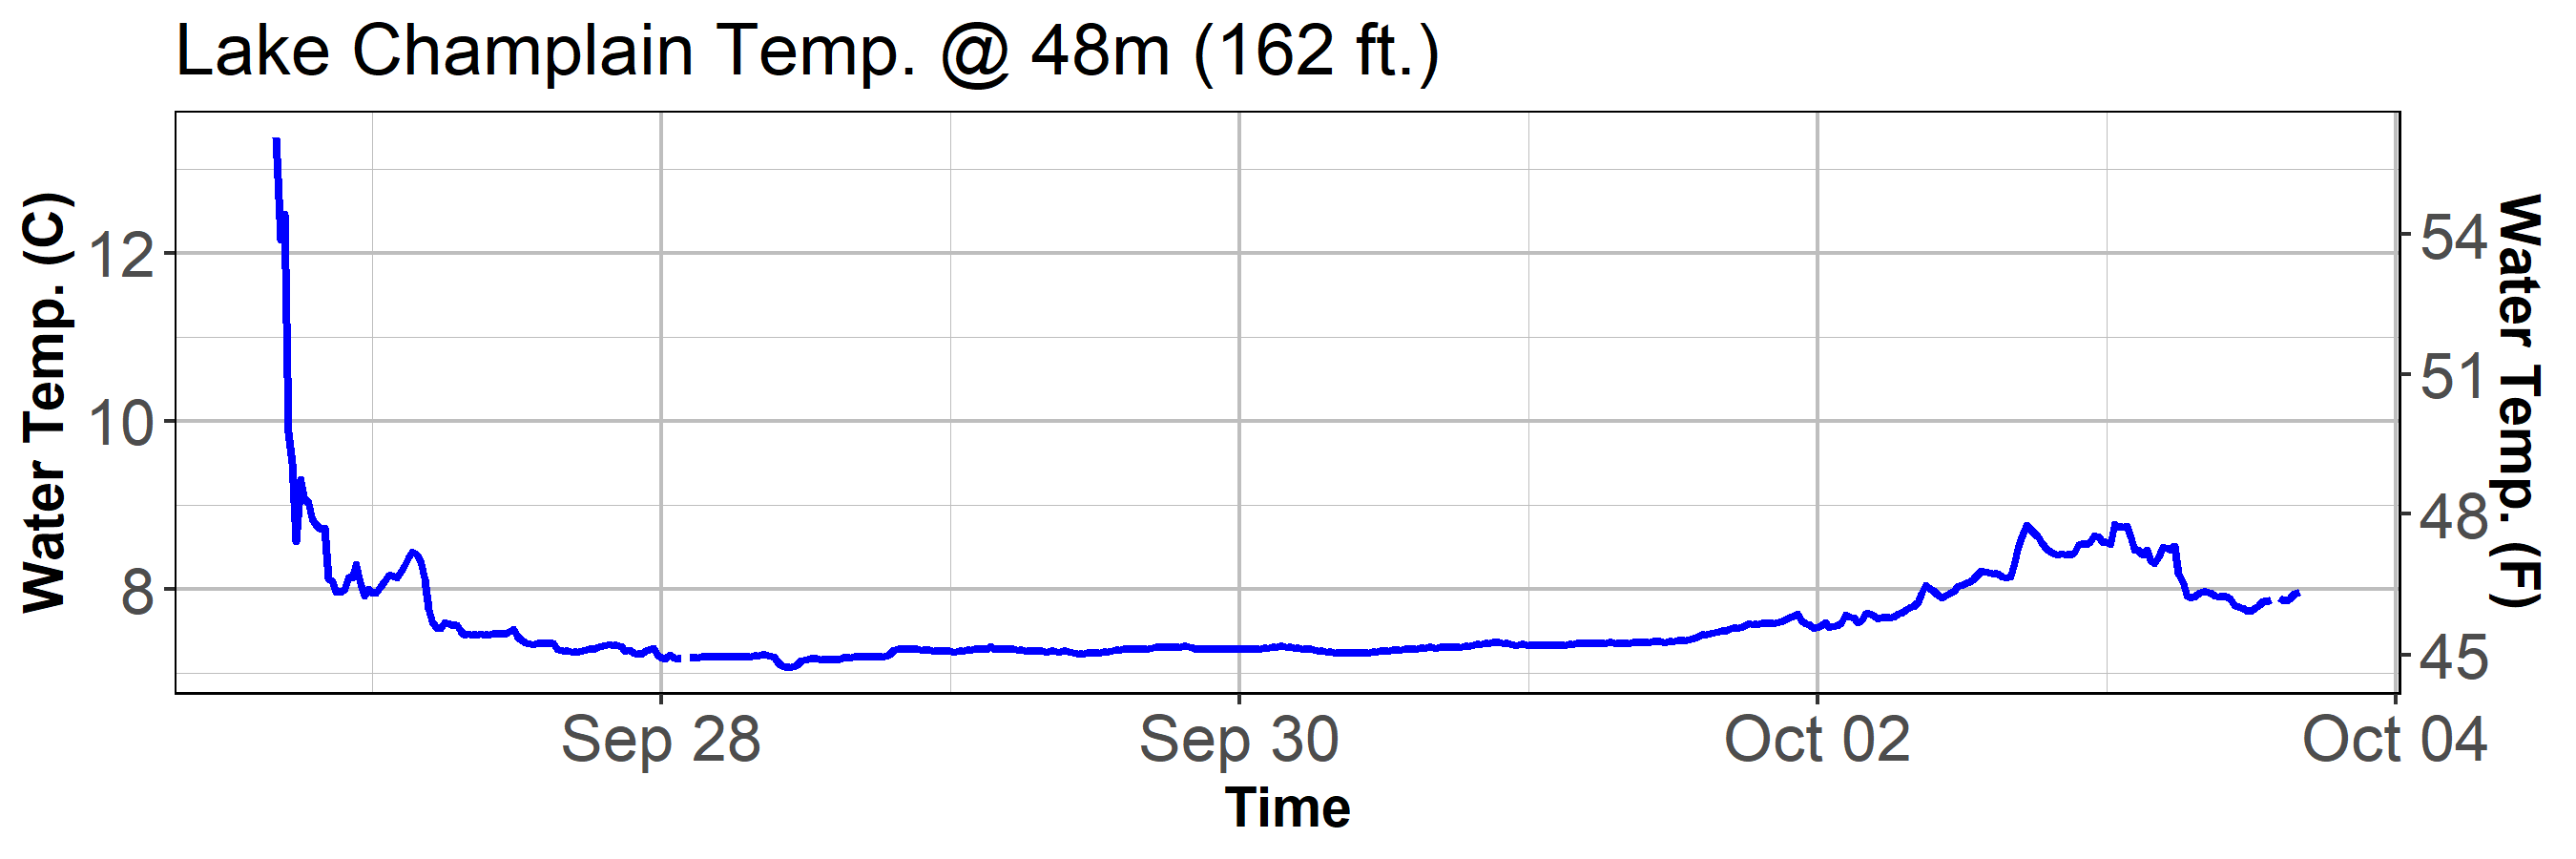 Lake Champlain Temp. @ 48m (162 ft.)
Water Temp. (C)
12
10
8
54
51
48
45
Water Temp. (F)
Sep 28
Sep 30
Oct 02
Oct 04
Time